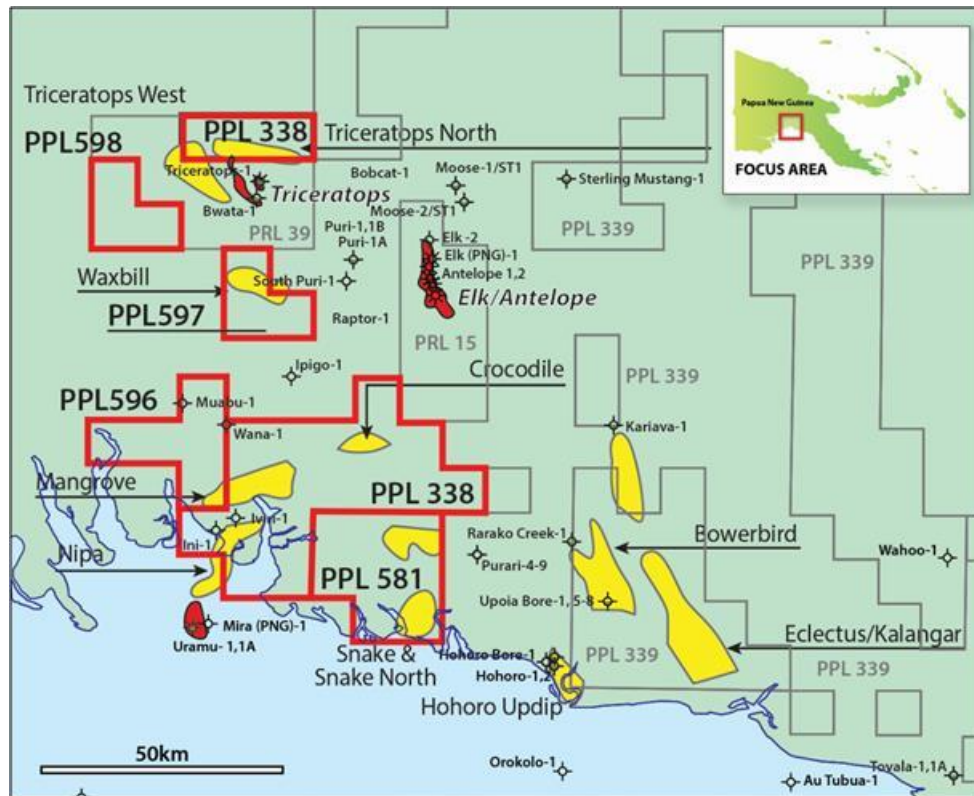 Papua New Guinea
FOCUS AREA
Triceratops West
PPL598
PPL 338
Triceratops North
Triceratops-1
Triceratops
Bwata-1
PRL 39
Bobcat-1
Moose-1/ST1
Moose-2/ST1
Sterling Mustang-1
PPL 339
PPL 339
Puri-1,1B
Puri-1A
Elk -2
Elk (PNG)-1
Antelope 1,2
Elk/Antelope
Waxbill
South Puri-1
PPL597
Raptor-1
PRL 15
Ipigo-1
Crocodile
PPL 339
PPL596
Muabu-1
Wana-1
Kariava-1
Mangrove
PPL 338
Iviri-1
Ini-1
Nipa
Rarako Creek-1
Purari-4-9
Bowerbird
Wahoo-1
PPL 581
Upoia Bore-1, 5-8
Mira (PNG)-1
Uramu- 1,1A
Eclectus/Kalangar
Snake &
Snake North
Hohoro Bore-1
Hohoro-1,2
PPL 339
PPL 339
Hohoro Updip
50km
Orokolo-1
Au Tubua-1
Tovala-1,1A